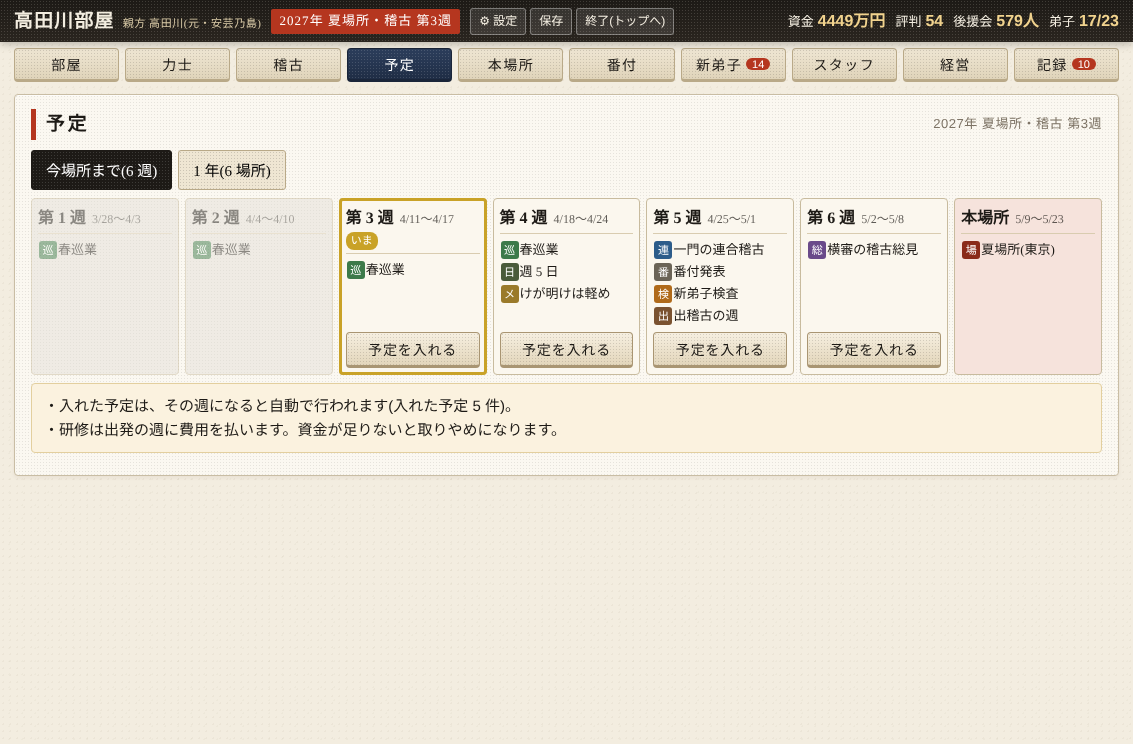 高田川部屋 親方 高田川(元・安芸乃島) 2027年 夏場所・稽古 第3週 ⚙ 設定 保存 終了(トップへ) 資金 4449万円 評判 54 後援会 579人 弟子 17/23
部屋 力士 稽古 予定 本場所 番付 新弟子 14 スタッフ 経営 記録 10
予定 2027年 夏場所・稽古 第3週
今場所まで(6 週) 1 年(6 場所)
第 1 週 3/28〜4/3
巡 春巡業
第 2 週 4/4〜4/10
巡 春巡業
第 3 週 4/11〜4/17
いま
巡 春巡業
予定を入れる
第 4 週 4/18〜4/24
巡 春巡業
日 週 5 日
メ けが明けは軽め
予定を入れる
第 5 週 4/25〜5/1
連 一門の連合稽古
番 番付発表
検 新弟子検査
出 出稽古の週
予定を入れる
第 6 週 5/2〜5/8
総 横審の稽古総見
予定を入れる
本場所 5/9〜5/23
場 夏場所(東京)
・入れた予定は、その週になると自動で行われます(入れた予定 5 件)。
・研修は出発の週に費用を払います。資金が足りないと取りやめになります。